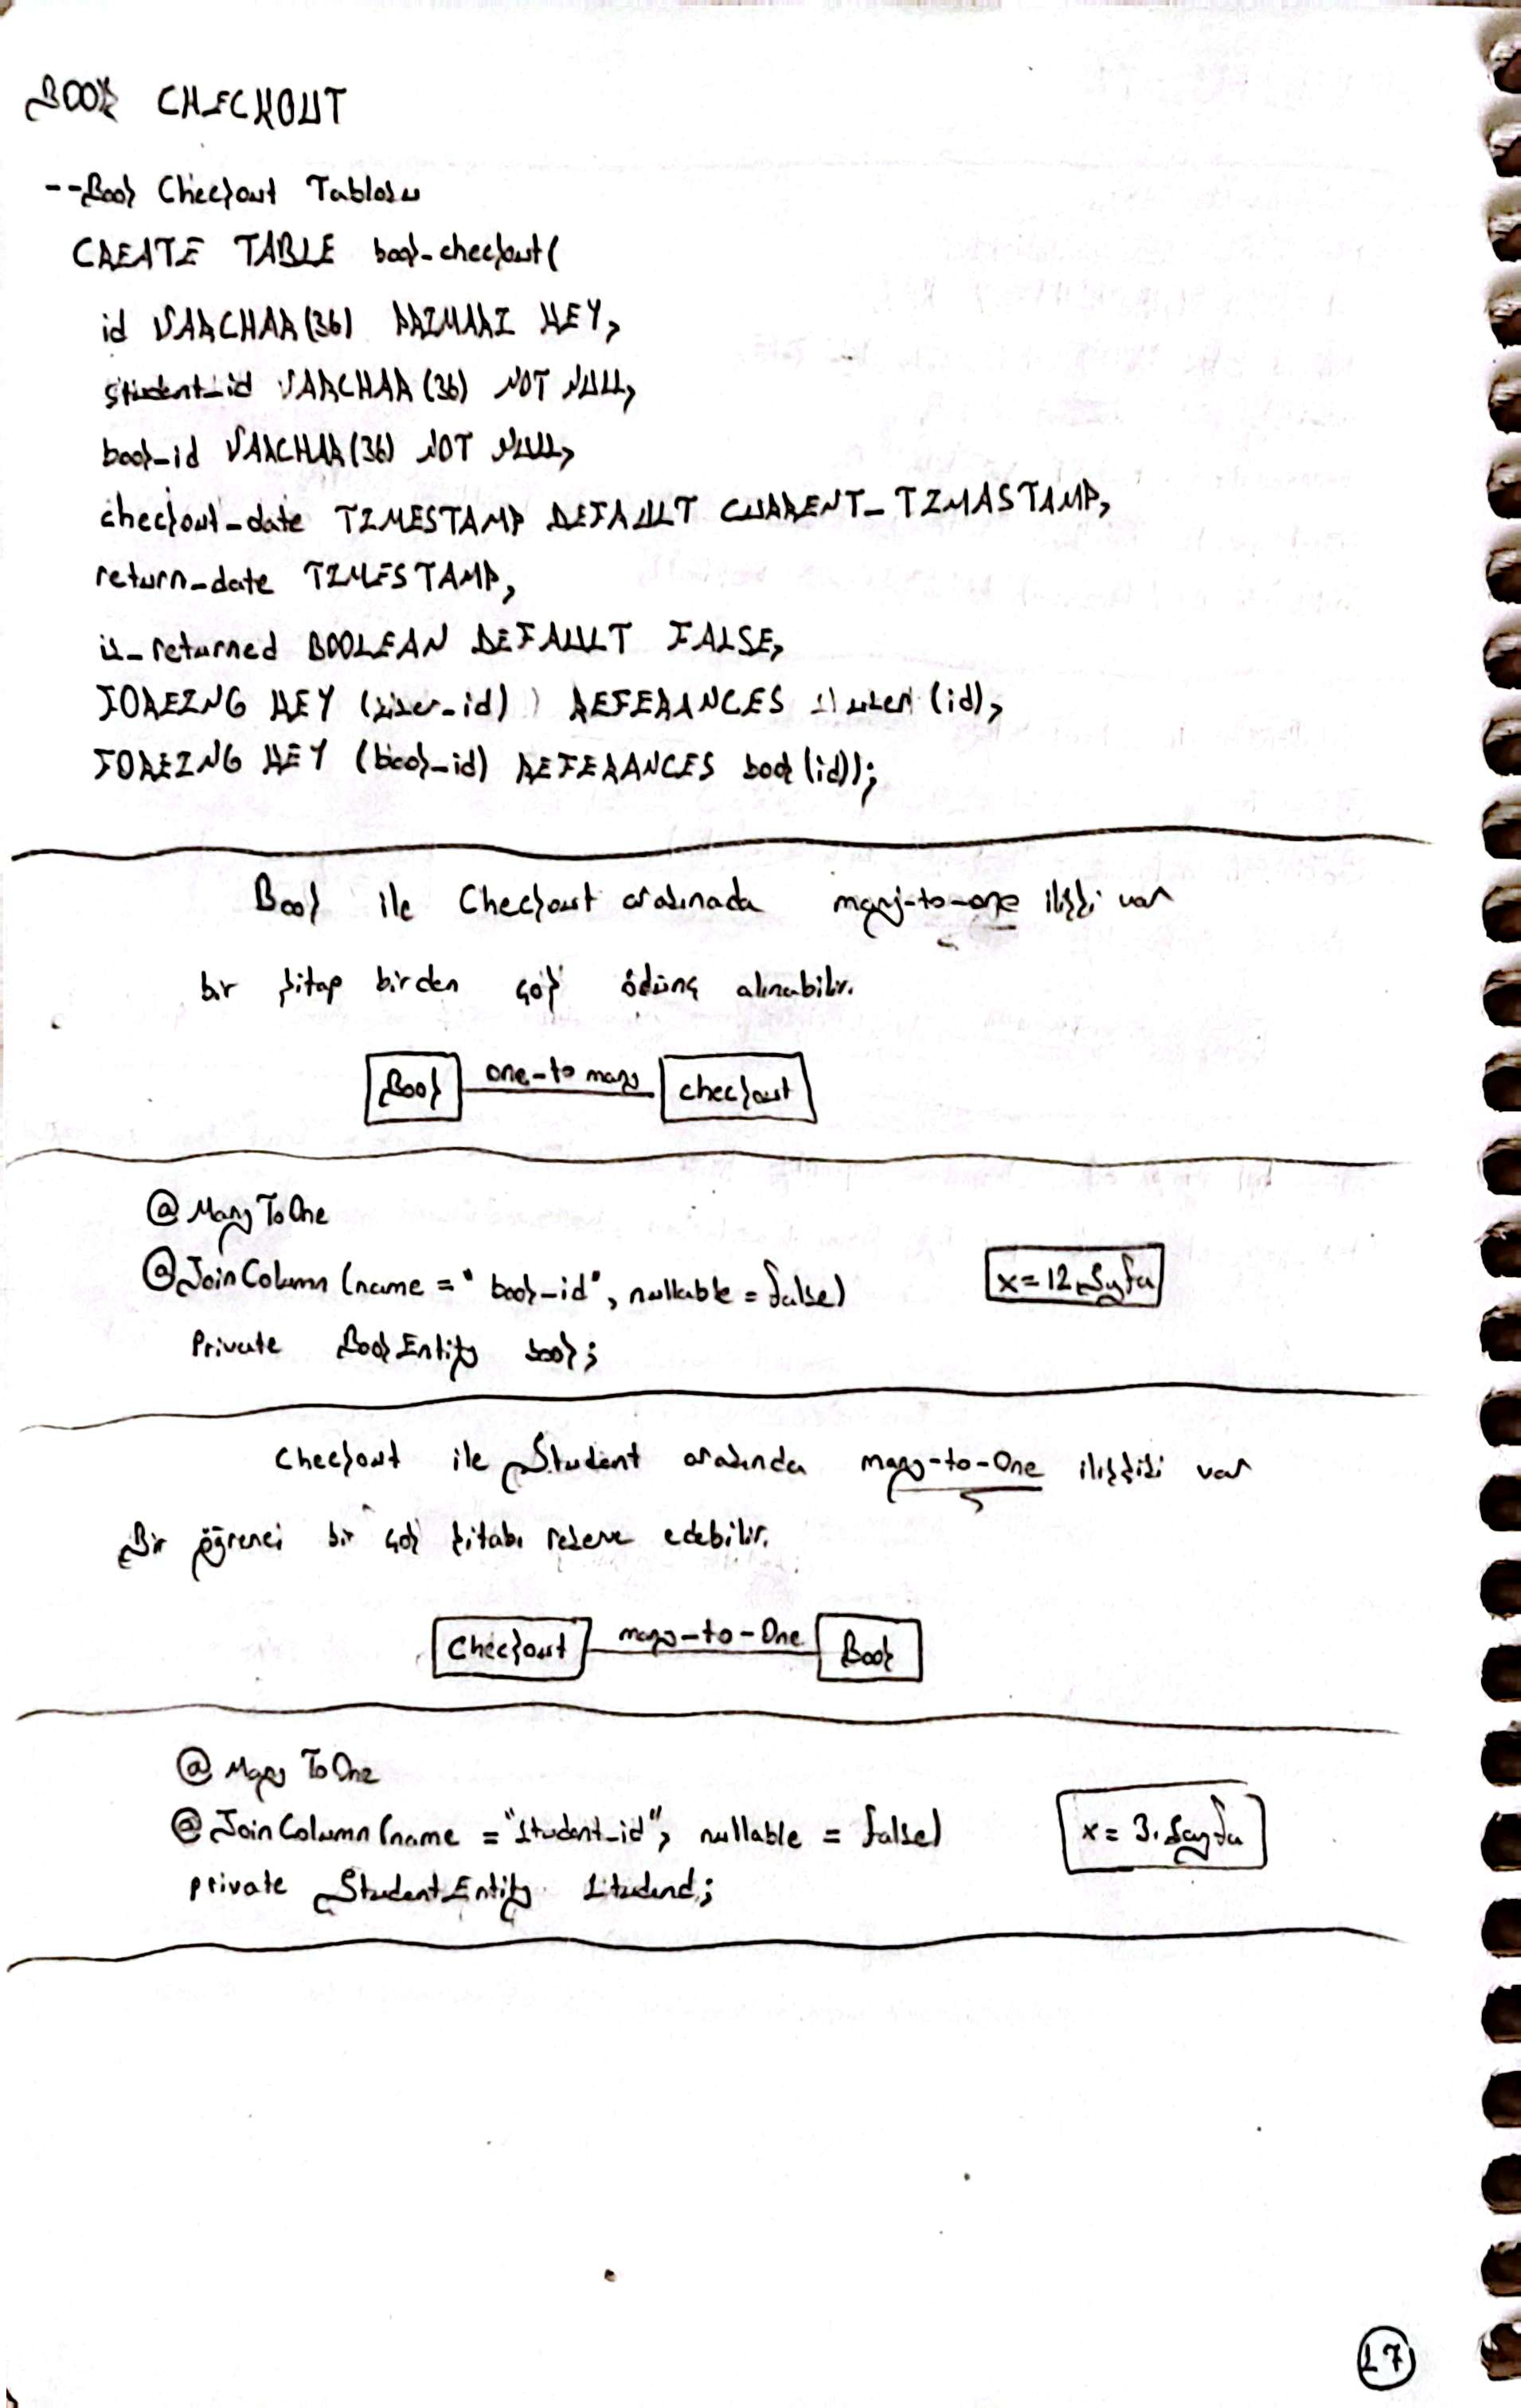 BOOK CHECKOUT
--Book Checkout Tablosu
CREATE TABLE book-checkout(
id VARCHAR(36) PRIMARI KEY,
student_id VARCHAR(36) NOT NULL,
book_id VARCHAR(36) NOT NULL,
checkout_date TIMESTAMP DEFAULT CURRENT_TIMASTAMP,
return_date TIMESTAMP,
is_returned BOOLEAN DEFAULT FALSE,
FOREING KEY (user_id) REFERANCES (id),
FOREING KEY (book_id) REFERANCES book(id));
Book ile Checkout arasınada many-to-one ilişki var
bir kitap birden çok ödünç alınabilir.
Book one-to many checkout
@ManyToOne
@JoinColumn(name = "book_id", nullable = false)
x=12.Syfa
Private BookEntity book;
Checkout ile Student arasında many-to-One ilişkisi var
Bir öğrenci bir çok kitabı rezerve edebilir.
Checkout many-to-One Book
@ManyToOne
@JoinColumn(name = "student_id", nullable = false)
x=3.Sayfa
private StudentEntity studend;
17